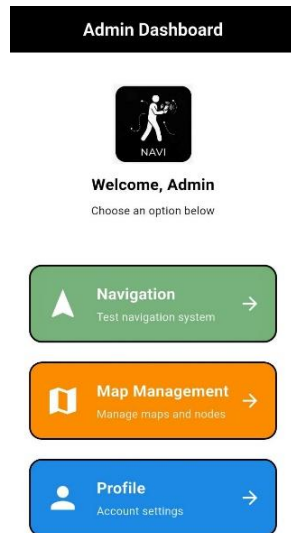 Admin Dashboard
NAVI
Welcome, Admin
Choose an option below
Navigation
Test navigation system
Map Management
Manage maps and nodes
Profile
Account settings